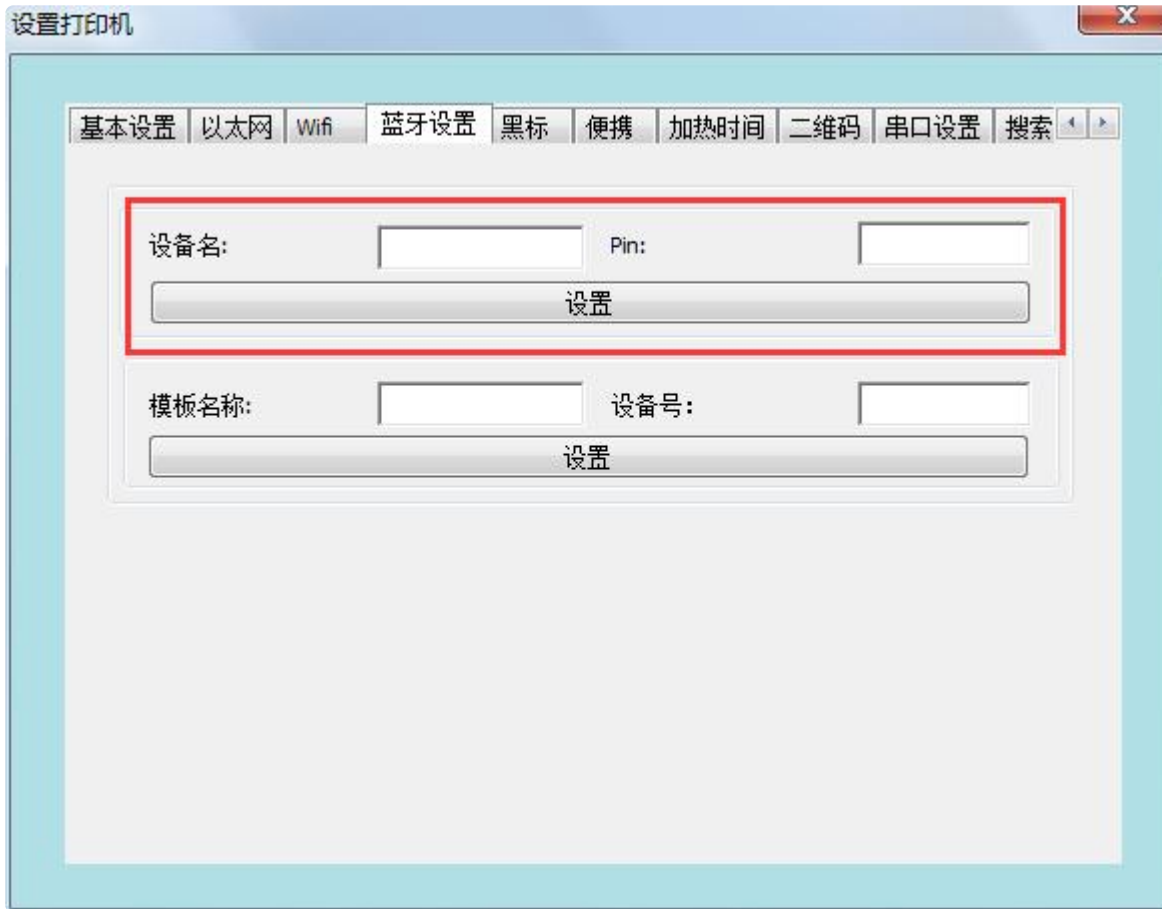 设置打印机
基本设置 以太网 Wifi 蓝牙设置 黑标 便携 加热时间 二维码 串口设置 搜索
设备名: Pin:
设置
模板名称: 设备号：
设置